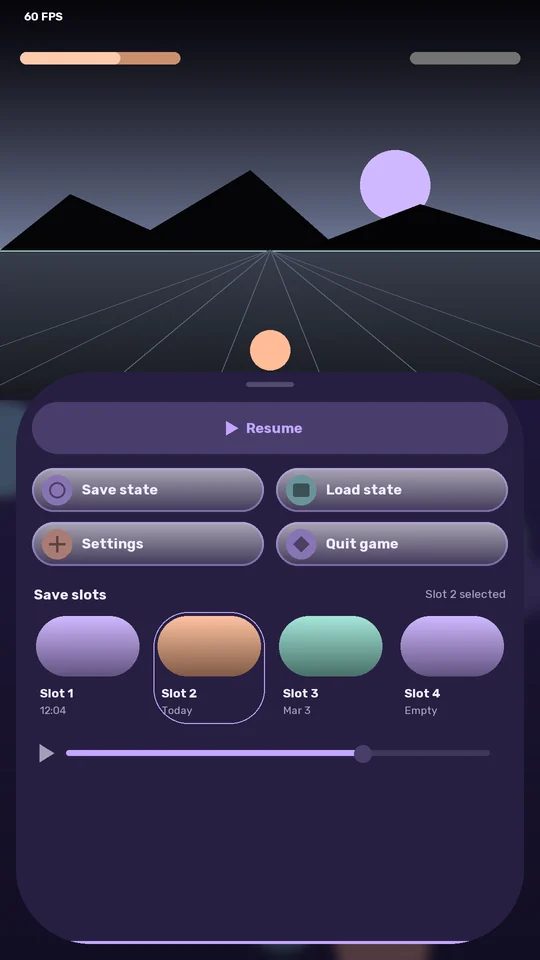 60 FPS
Resume
Save state
Load state
Settings
Quit game
Save slots
Slot 2 selected
Slot 1
12:04
Slot 2
Today
Slot 3
Mar 3
Slot 4
Empty